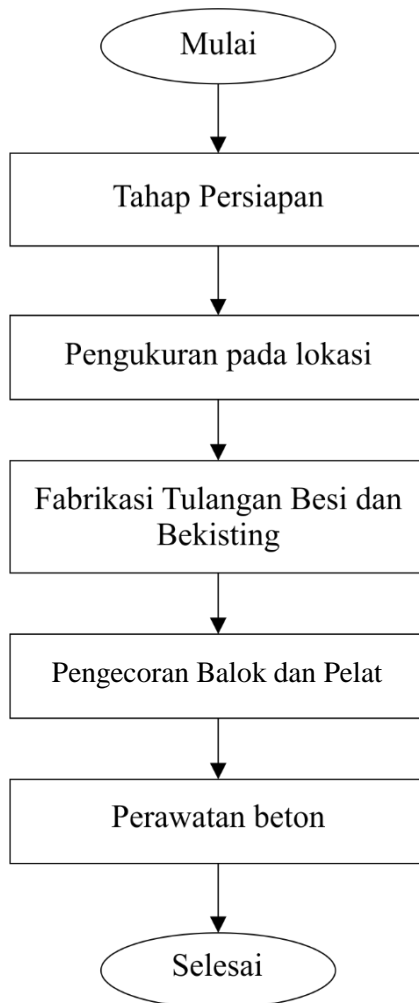 Mulai
Tahap Persiapan
Pengukuran pada lokasi
Fabrikasi Tulangan Besi dan
Bekisting
Pengecoran Balok dan Pelat
Perawatan beton
Selesai